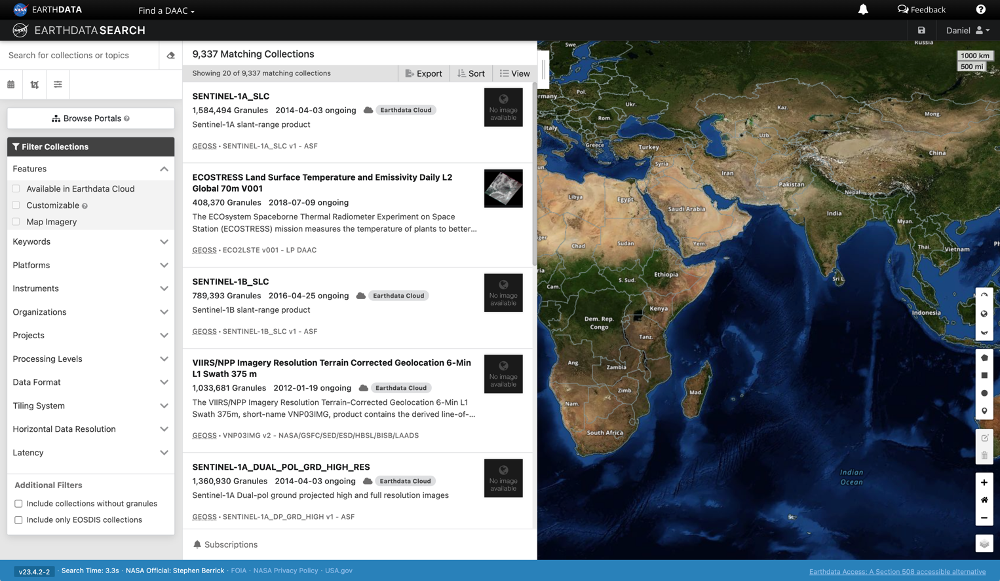 EARTHDATA
Find a DAAC
Feedback
EARTHDATA SEARCH
Daniel
Search for collections or topics
Browse Portals
Filter Collections
Features
Available in Earthdata Cloud
Customizable
Map Imagery
Keywords
Platforms
Instruments
Organizations
Projects
Processing Levels
Data Format
Tiling System
Horizontal Data Resolution
Latency
Additional Filters
Include collections without granules
Include only EOSDIS collections
9,337 Matching Collections
Showing 20 of 9,337 matching collections
Export
Sort
View
SENTINEL-1A_SLC
1,584,494 Granules 2014-04-03 ongoing Earthdata Cloud
Sentinel-1A slant-range product
GEOSS • SENTINEL-1A_SLC v1 - ASF
No image
available
ECOSTRESS Land Surface Temperature and Emissivity Daily L2
Global 70m V001
408,370 Granules 2018-07-09 ongoing
The ECOsystem Spaceborne Thermal Radiometer Experiment on Space
Station (ECOSTRESS) mission measures the temperature of plants to better...
GEOSS • ECO2LSTE v001 - LP DAAC
SENTINEL-1B_SLC
789,393 Granules 2016-04-25 ongoing Earthdata Cloud
Sentinel-1B slant-range product
GEOSS • SENTINEL-1B_SLC v1 - ASF
No image
available
VIIRS/NPP Imagery Resolution Terrain Corrected Geolocation 6-Min
L1 Swath 375 m
1,033,681 Granules 2012-01-19 ongoing Earthdata Cloud
The VIIRS/NPP Imagery Resolution Terrain-Corrected Geolocation 6-Min L1
Swath 375m, short-name VNP03IMG, product contains the derived line-of-...
GEOSS • VNP03IMG v2 - NASA/GSFC/SED/ESD/HBSL/BISB/LAADS
No image
available
SENTINEL-1A_DUAL_POL_GRD_HIGH_RES
1,360,930 Granules 2014-04-03 ongoing Earthdata Cloud
Sentinel-1A Dual-pol ground projected high and full resolution images
GEOSS • SENTINEL-1A_DP_GRD_HIGH v1 - ASF
No image
available
Subscriptions
1000 km
500 mi
Swe.
Russia
rmany
Pol.
Ukr.
Kaz.
Rom.
Mong.
Italy
Uzb.
Greece
Turkey
China
Syria
Iran
Pakistan
Nepal
Libya
Egypt
Saudi Arabia
India
Myan.
Chad
Sudan
Yem.
Thai.
Vietnam
Ethiopia
Cam.
S. Sud.
Sri L.
Kenya
Indonesia
Dem. Rep.
Congo
Tanz.
Ang.
Zambia
Zimb.
Mad.
Nam.
South Africa
Indian
Ocean
v23.4.2-2 · Search Time: 3.3s · NASA Official: Stephen Berrick · FOIA · NASA Privacy Policy · USA.gov
Earthdata Access: A Section 508 accessible alternative